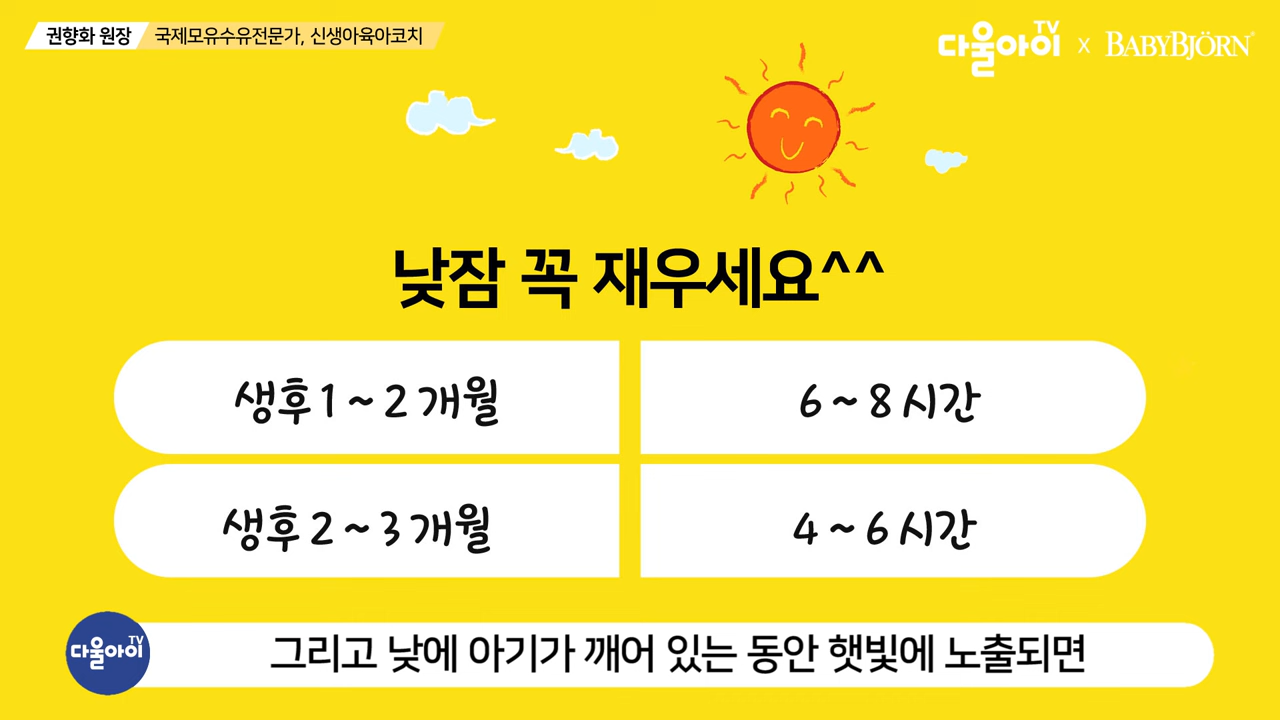 권향화 원장 국제모유수유전문가, 신생아육아코치
다울아이 TV x BABYBJÖRN
낮잠 꼭 재우세요^^
생후 1 ~ 2 개월 6 ~ 8 시간
생후 2 ~ 3 개월 4 ~ 6 시간
다울아이 TV
그리고 낮에 아기가 깨어 있는 동안 햇빛에 노출되면